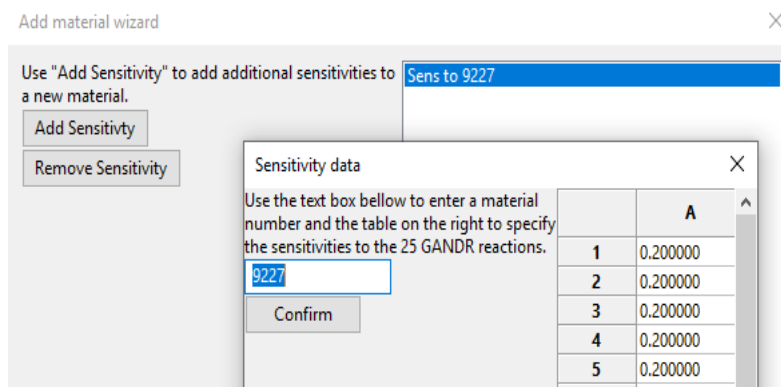 Add material wizard
Use "Add Sensitivity" to add additional sensitivities to
a new material.
Sens to 9227
Add Sensitivty
Remove Sensitivity
Sensitivity data
Use the text box bellow to enter a material
number and the table on the right to specify
the sensitivities to the 25 GANDR reactions.
9227
Confirm
A
1 0.200000
2 0.200000
3 0.200000
4 0.200000
5 0.200000